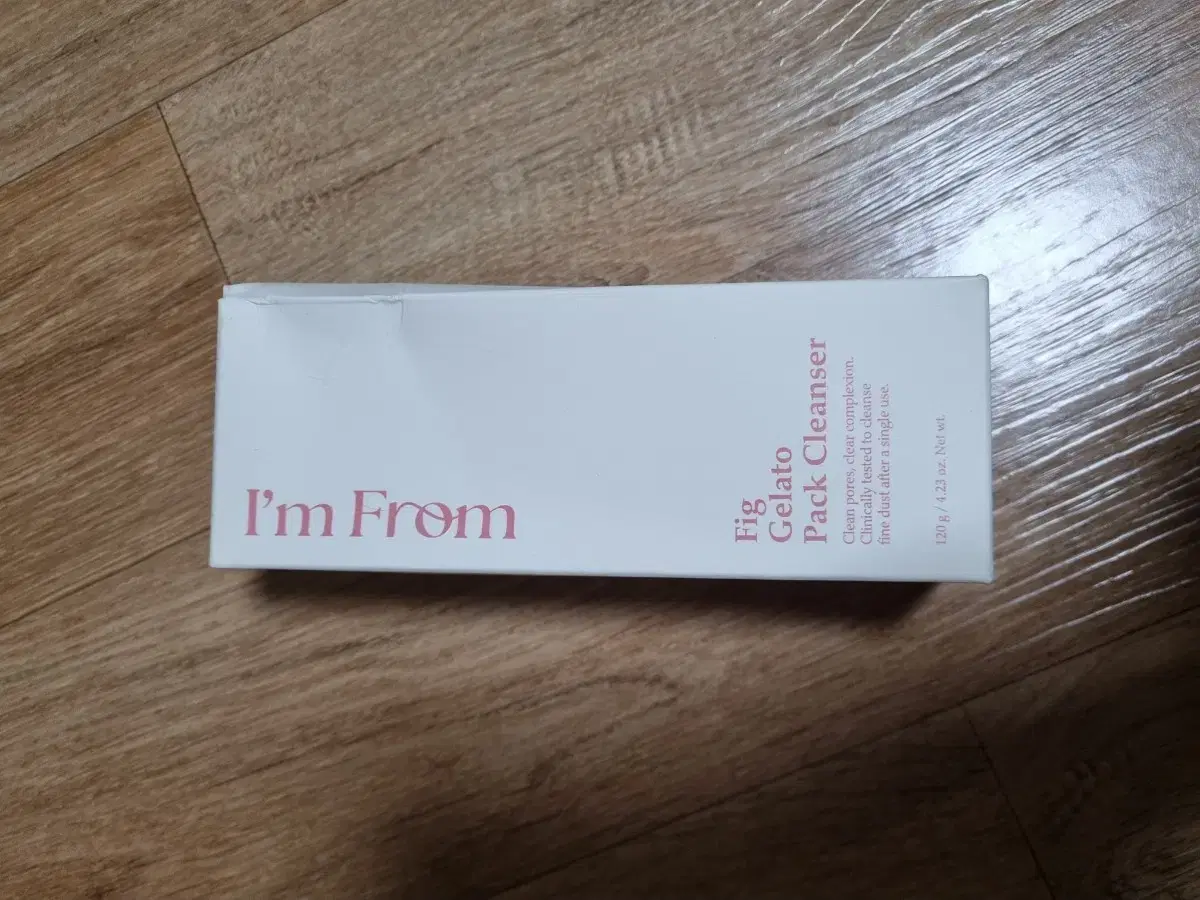 I'm From
Fig
Gelato
Pack Cleanser
Clean pores, clear complexion.
Clinically tested to cleanse
fine dust after a single use.
120 g / 4.23 oz. Net wt.